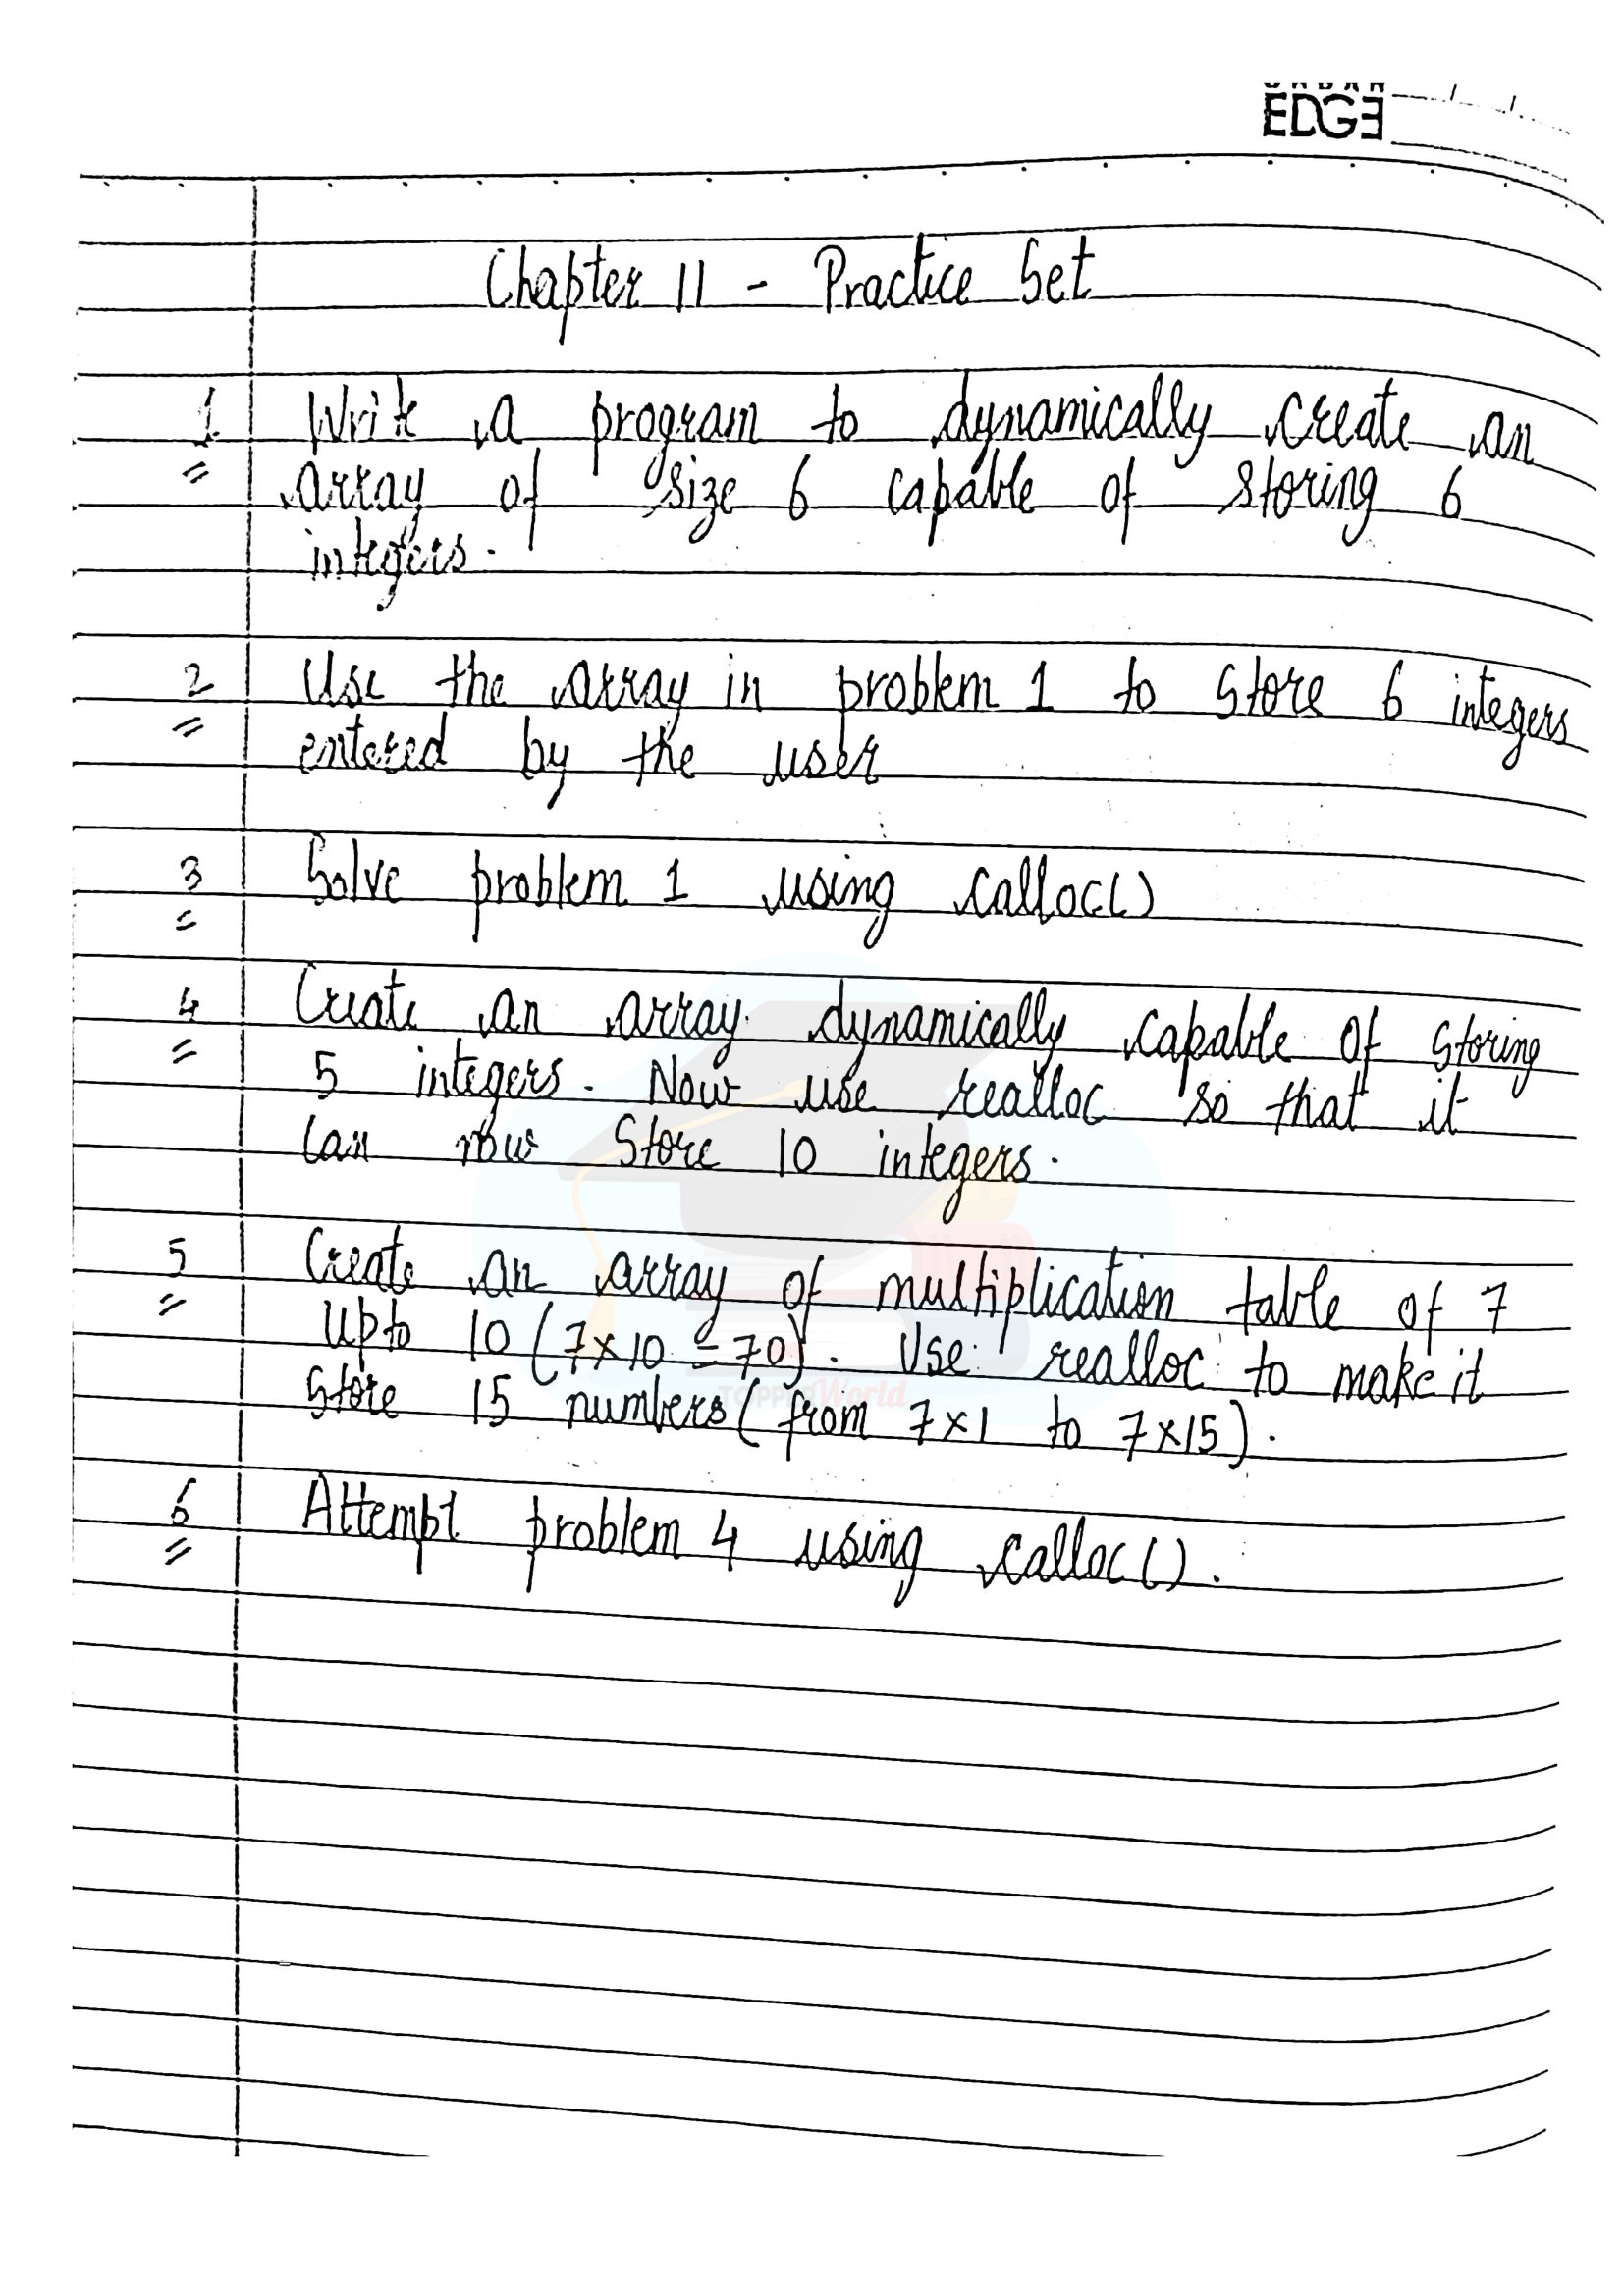 EDGE
Chapter 11 - Practice Set
1 Write a program to dynamically create an
array of size 6 capable of storing 6
integers.
2 Use the array in problem 1 to store 6 integers
entered by the user
3 Solve problem 1 using calloc()
4 Create an array dynamically capable of storing
5 integers. Now use realloc so that it
can now store 10 integers.
5 Create an array of multiplication table of 7
upto 10 (7×10 = 70). Use realloc to make it
store 15 numbers (from 7×1 to 7×15).
TOPPERWorld
6 Attempt problem 4 using calloc().